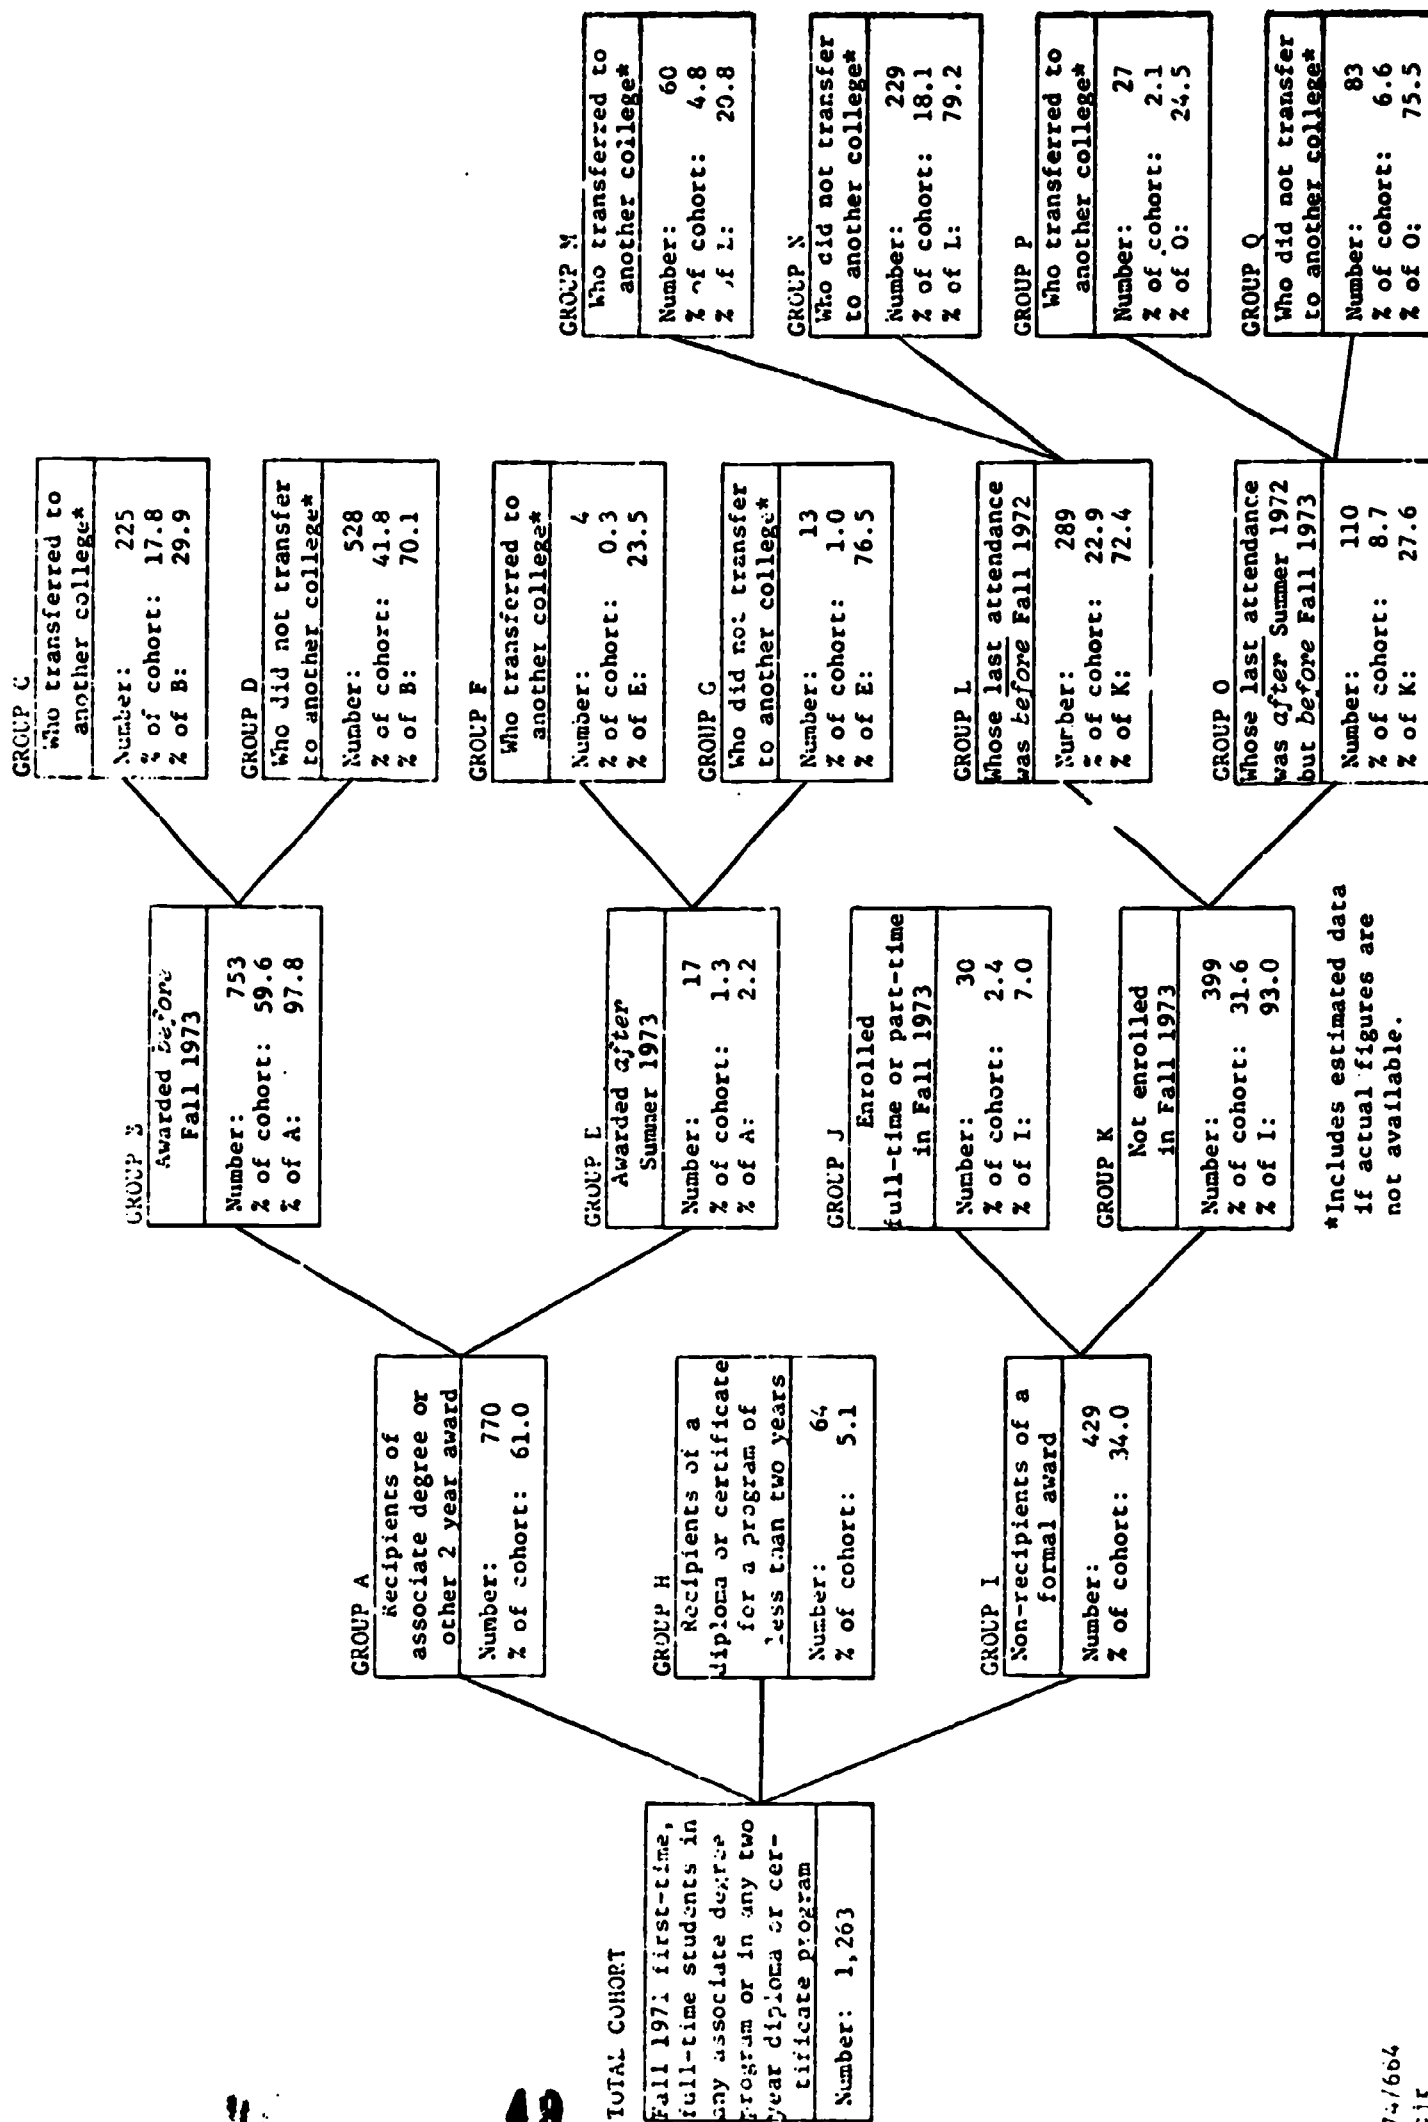 TOTAL COHORT
Fall 1971 first-time,
full-time students in
any associate degree
program or in any two
year diploma or cer-
tificate program
Number: 1,263
GROUP A
Recipients of
associate degree or
other 2 year award
Number: 770
% of cohort: 61.0
GROUP H
Recipients of a
diploma or certificate
for a program of
less than two years
Number: 64
% of cohort: 5.1
GROUP I
Non-recipients of a
formal award
Number: 429
% of cohort: 34.0
GROUP B
Awarded before
Fall 1973
Number: 753
% of cohort: 59.6
% of A: 97.8
GROUP E
Awarded after
Summer 1973
Number: 17
% of cohort: 1.3
% of A: 2.2
GROUP J
Enrolled
full-time or part-time
in Fall 1973
Number: 30
% of cohort: 2.4
% of I: 7.0
GROUP K
Not enrolled
in Fall 1973
Number: 399
% of cohort: 31.6
% of I: 93.0
*Includes estimated data
if actual figures are
not available.
GROUP C
Who transferred to
another college*
Number: 225
% of cohort: 17.8
% of B: 29.9
GROUP D
Who did not transfer
to another college*
Number: 528
% of cohort: 41.8
% of B: 70.1
GROUP F
Who transferred to
another college*
Number: 4
% of cohort: 0.3
% of E: 23.5
GROUP G
Who did not transfer
to another college*
Number: 13
% of cohort: 1.0
% of E: 76.5
GROUP L
Whose last attendance
was before Fall 1972
Number: 289
% of cohort: 22.9
% of K: 72.4
GROUP O
Whose last attendance
was after Summer 1972
but before Fall 1973
Number: 110
% of cohort: 8.7
% of K: 27.6
GROUP M
Who transferred to
another college*
Number: 60
% of cohort: 4.8
% of L: 20.8
GROUP N
Who did not transfer
to another college*
Number: 229
% of cohort: 18.1
% of L: 79.2
GROUP P
Who transferred to
another college*
Number: 27
% of cohort: 2.1
% of O: 24.5
GROUP Q
Who did not transfer
to another college*
Number: 83
% of cohort: 6.6
% of O: 75.5